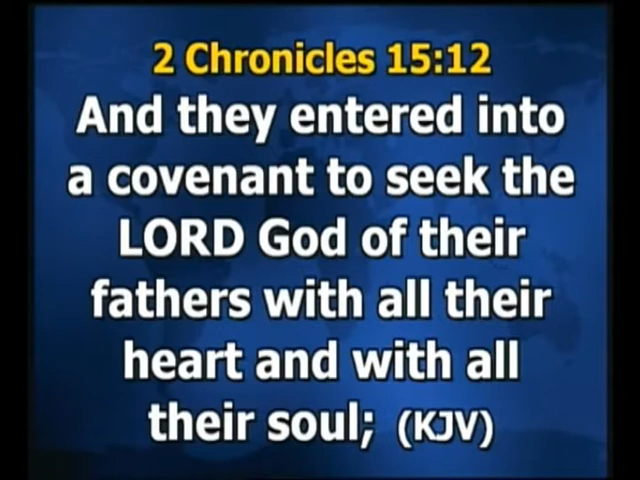 2 Chronicles 15:12
And they entered into
a covenant to seek the
LORD God of their
fathers with all their
heart and with all
their soul; (KJV)